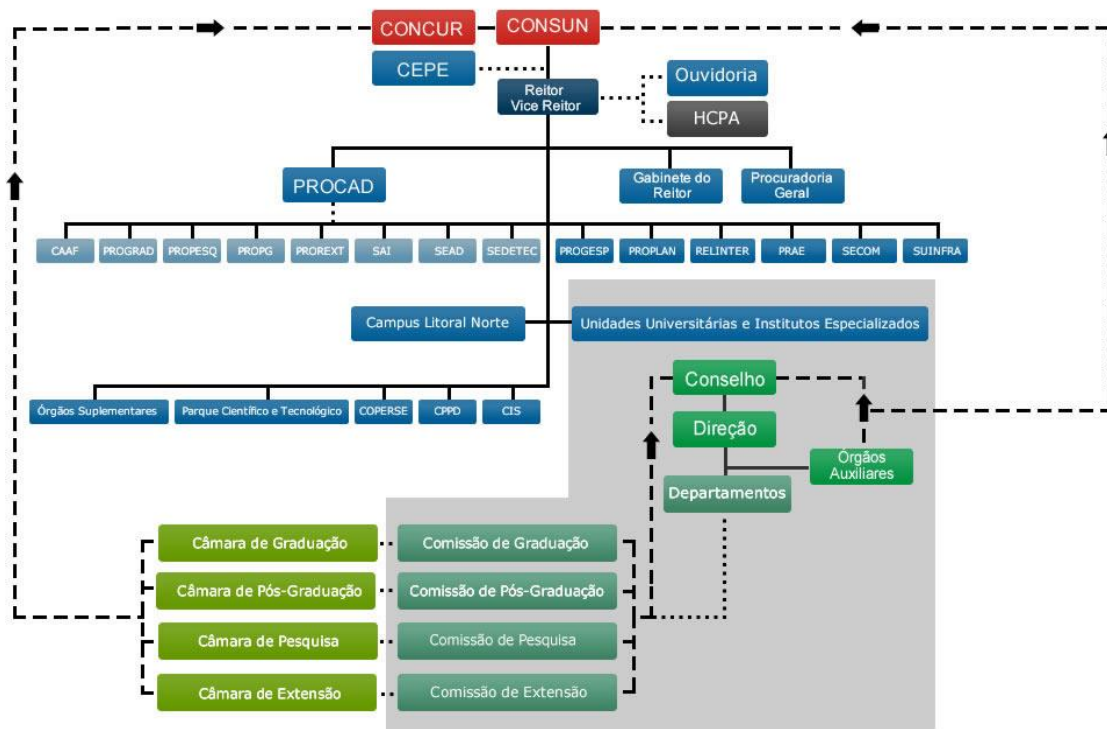 CONCUR
CONSUN
CEPE
Reitor
Vice Reitor
Ouvidoria
HCPA
PROCAD
Gabinete do
Reitor
Procuradoria
Geral
CAAF
PROGRAD
PROPESQ
PROPG
PROREXT
SAI
SEAD
SEDETEC
PROGESP
PROPLAN
RELINTER
PRAE
SECOM
SUINFRA
Campus Litoral Norte
Unidades Universitárias e Institutos Especializados
Órgãos Suplementares
Parque Científico e Tecnológico
COPERSE
CPPD
CIS
Conselho
Direção
Órgãos
Auxiliares
Departamentos
Câmara de Graduação
Comissão de Graduação
Câmara de Pós-Graduação
Comissão de Pós-Graduação
Câmara de Pesquisa
Comissão de Pesquisa
Câmara de Extensão
Comissão de Extensão